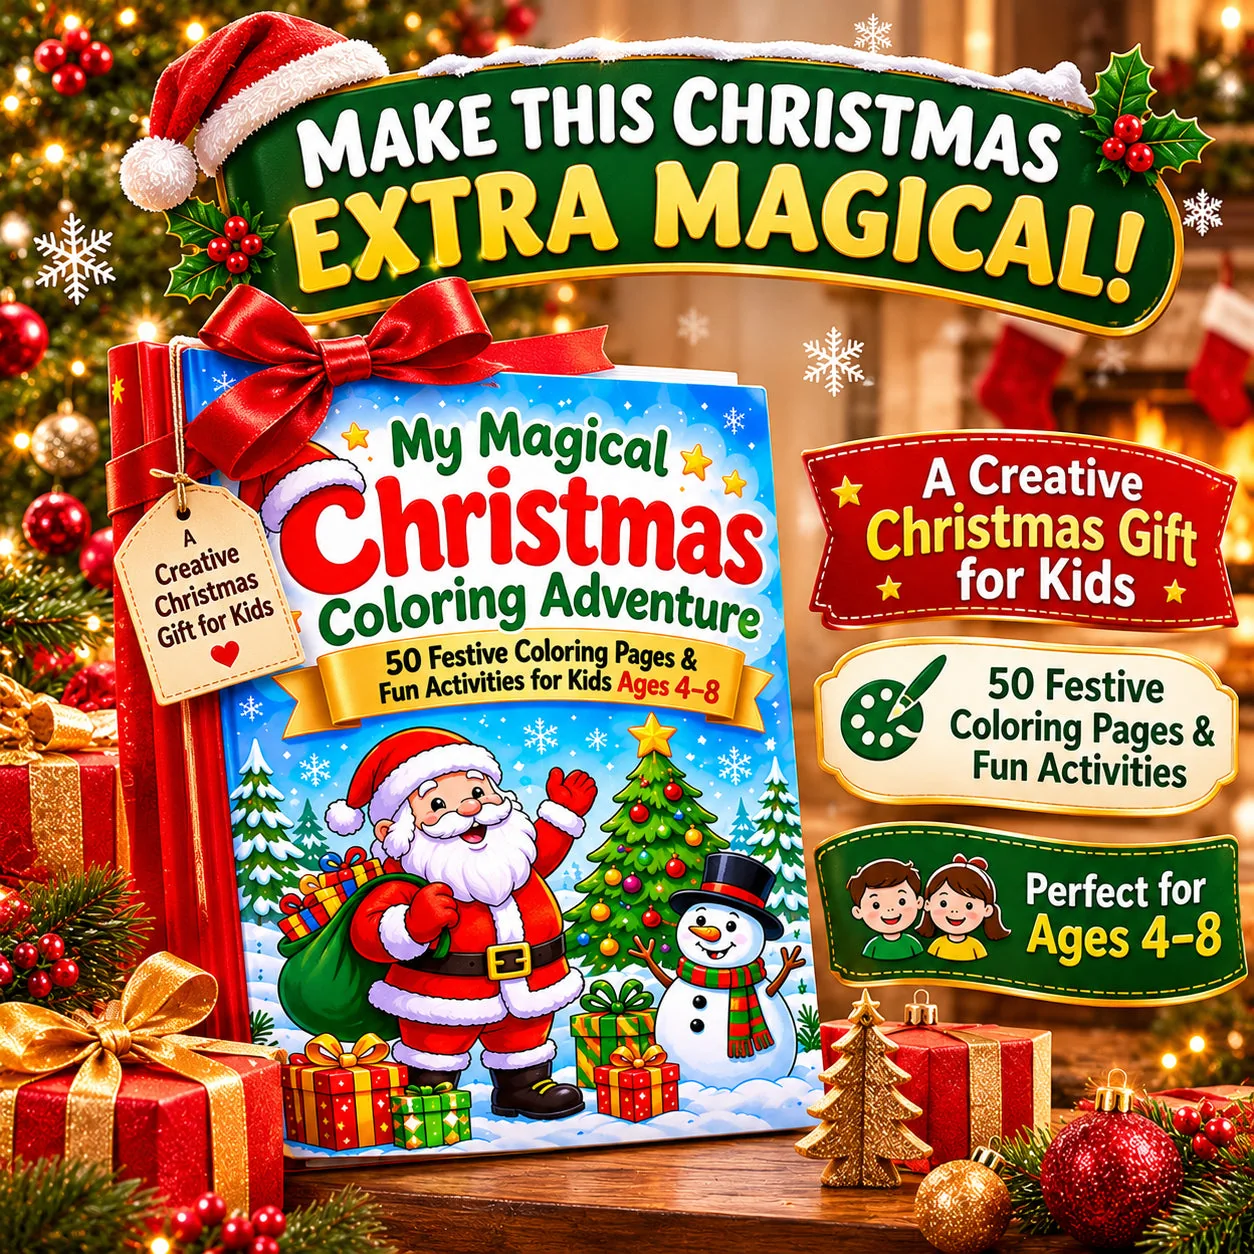 MAKE THIS CHRISTMAS
EXTRA MAGICAL!
My Magical
Christmas
Coloring Adventure
50 Festive Coloring Pages &
Fun Activities for Kids Ages 4–8
A
Creative
Christmas
Gift for Kids
A Creative
Christmas Gift
for Kids
50 Festive
Coloring Pages &
Fun Activities
Perfect for
Ages 4–8